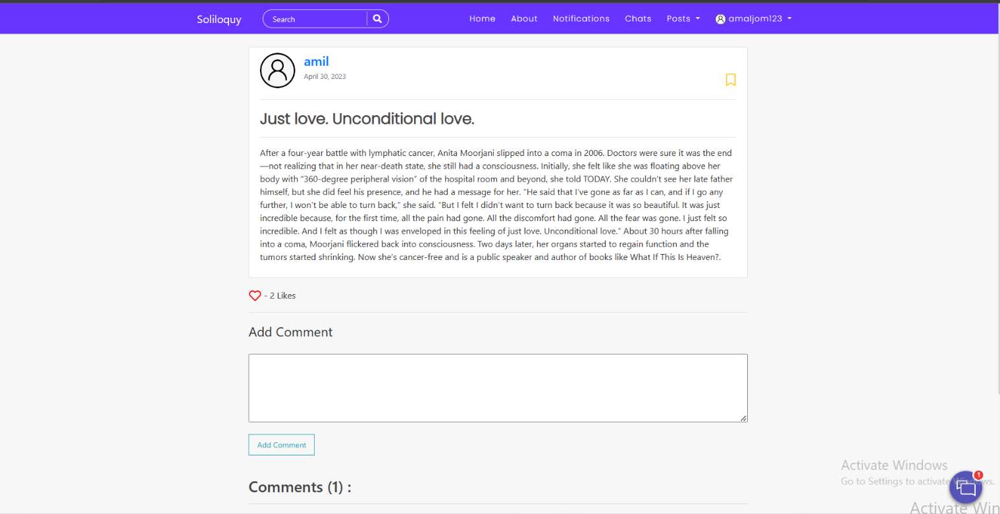 Soliloquy
Search
Home
About
Notifications
Chats
Posts
amaljom123
amil
April 30, 2023
Just love. Unconditional love.
After a four-year battle with lymphatic cancer, Anita Moorjani slipped into a coma in 2006. Doctors were sure it was the end
—not realizing that in her near-death state, she still had a consciousness. Initially, she felt like she was floating above her
body with “360-degree peripheral vision” of the hospital room and beyond, she told TODAY. She couldn’t see her late father
himself, but she did feel his presence, and he had a message for her. “He said that I’ve gone as far as I can, and if I go any
further, I won’t be able to turn back,” she said. “But I felt I didn’t want to turn back because it was so beautiful. It was just
incredible because, for the first time, all the pain had gone. All the discomfort had gone. All the fear was gone. I just felt so
incredible. And I felt as though I was enveloped in this feeling of just love. Unconditional love.” About 30 hours after falling
into a coma, Moorjani flickered back into consciousness. Two days later, her organs started to regain function and the
tumors started shrinking. Now she’s cancer-free and is a public speaker and author of books like What If This Is Heaven?.
- 2 Likes
Add Comment
Add Comment
Comments (1) :
Activate Windows
Go to Settings to activate Windows.
1
Activate Win